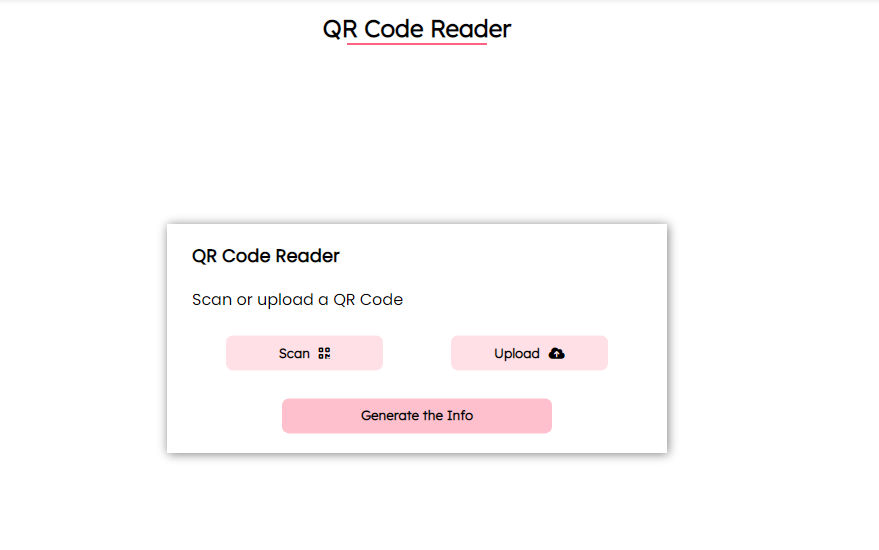 QR Code Reader
QR Code Reader
Scan or upload a QR Code
Scan
Upload
Generate the Info